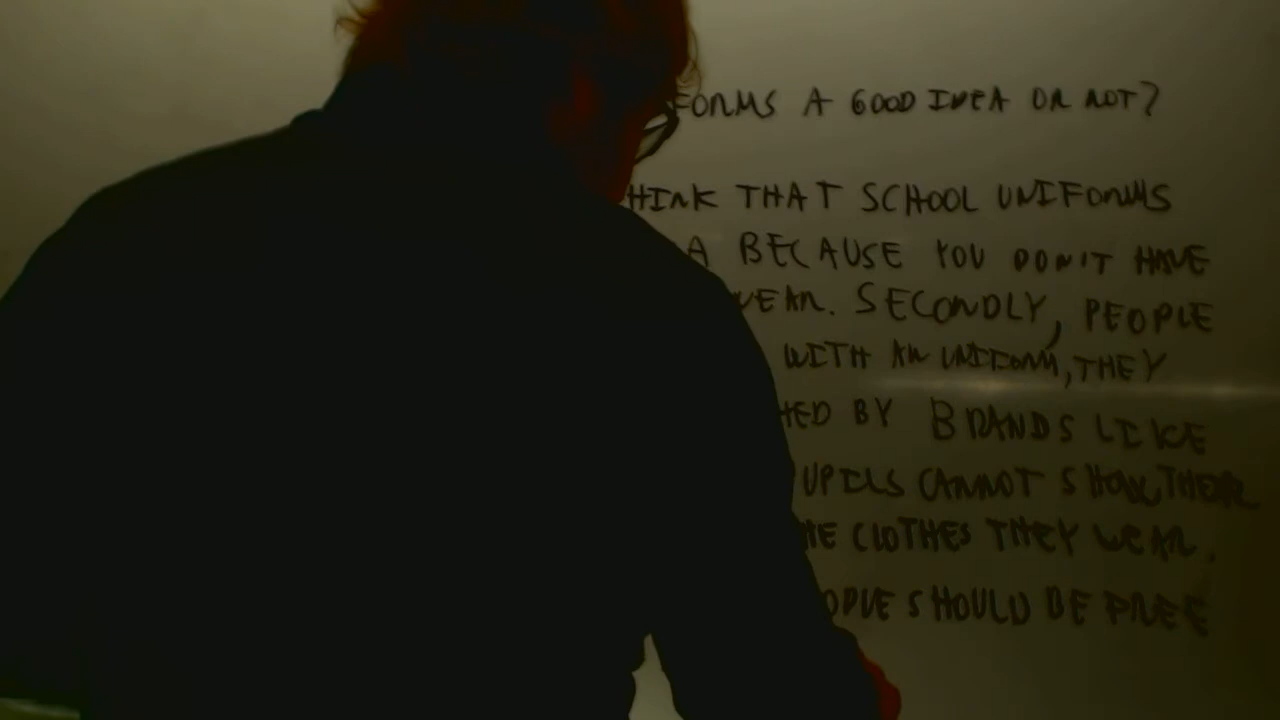 FORMS A GOOD IDEA OR NOT?
HINK THAT SCHOOL UNIFORMS
A BECAUSE YOU DON'T HAVE
WEAR. SECONDLY, PEOPLE
WITH AN UNIFORM, THEY
HED BY BRANDS LIKE
UPILS CANNOT SHOW THEIR
HE CLOTHES THEY WEAR.
OPLE SHOULD BE FREE